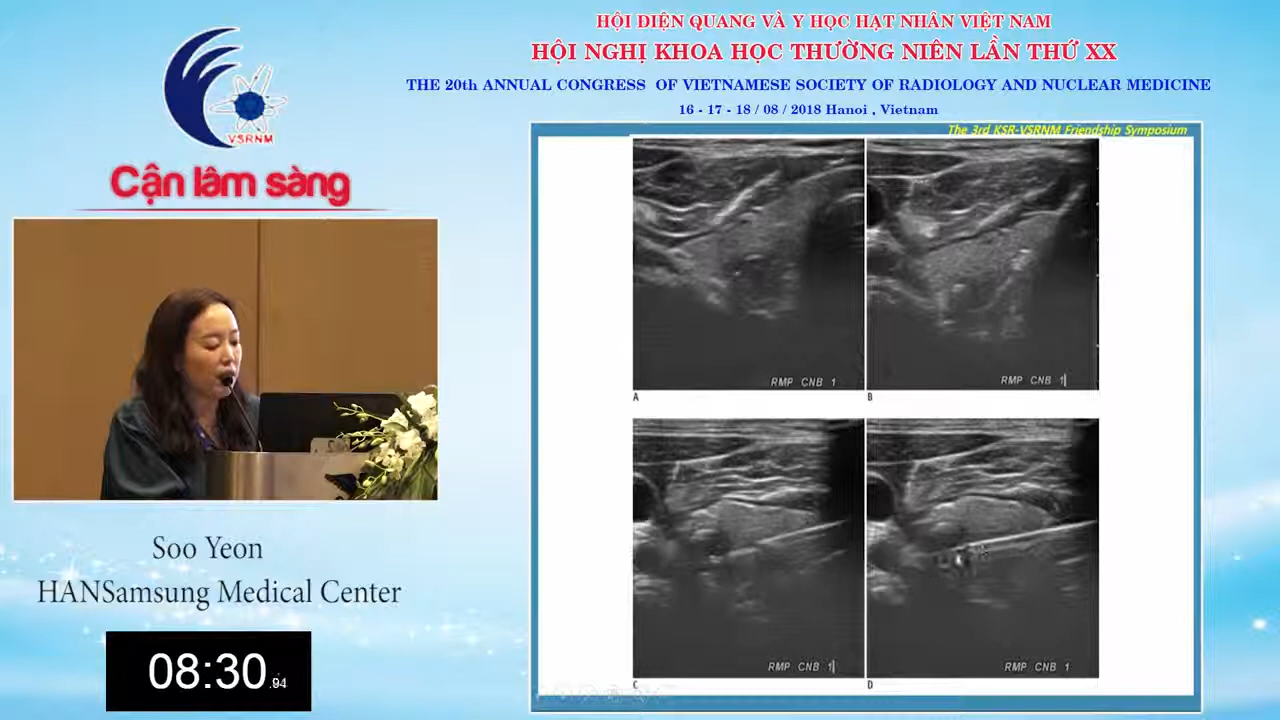 HỘI DIỆN QUANG VÀ Y HỌC HẠT NHÂN VIỆT NAM
HỘI NGHỊ KHOA HỌC THƯỜNG NIÊN LẦN THỨ XX
THE 20th ANNUAL CONGRESS OF VIETNAMESE SOCIETY OF RADIOLOGY AND NUCLEAR MEDICINE
16 - 17 - 18 / 08 / 2018 Hanoi , Vietnam
VSRNM
Cận lâm sàng
The 3rd KSR-VSRNM Friendship Symposium
RMP CNB 1
RMP CNB 1
A
B
RMP CNB 1
RMP CNB 1
C
D
Soo Yeon
HANSamsung Medical Center
08:30.94